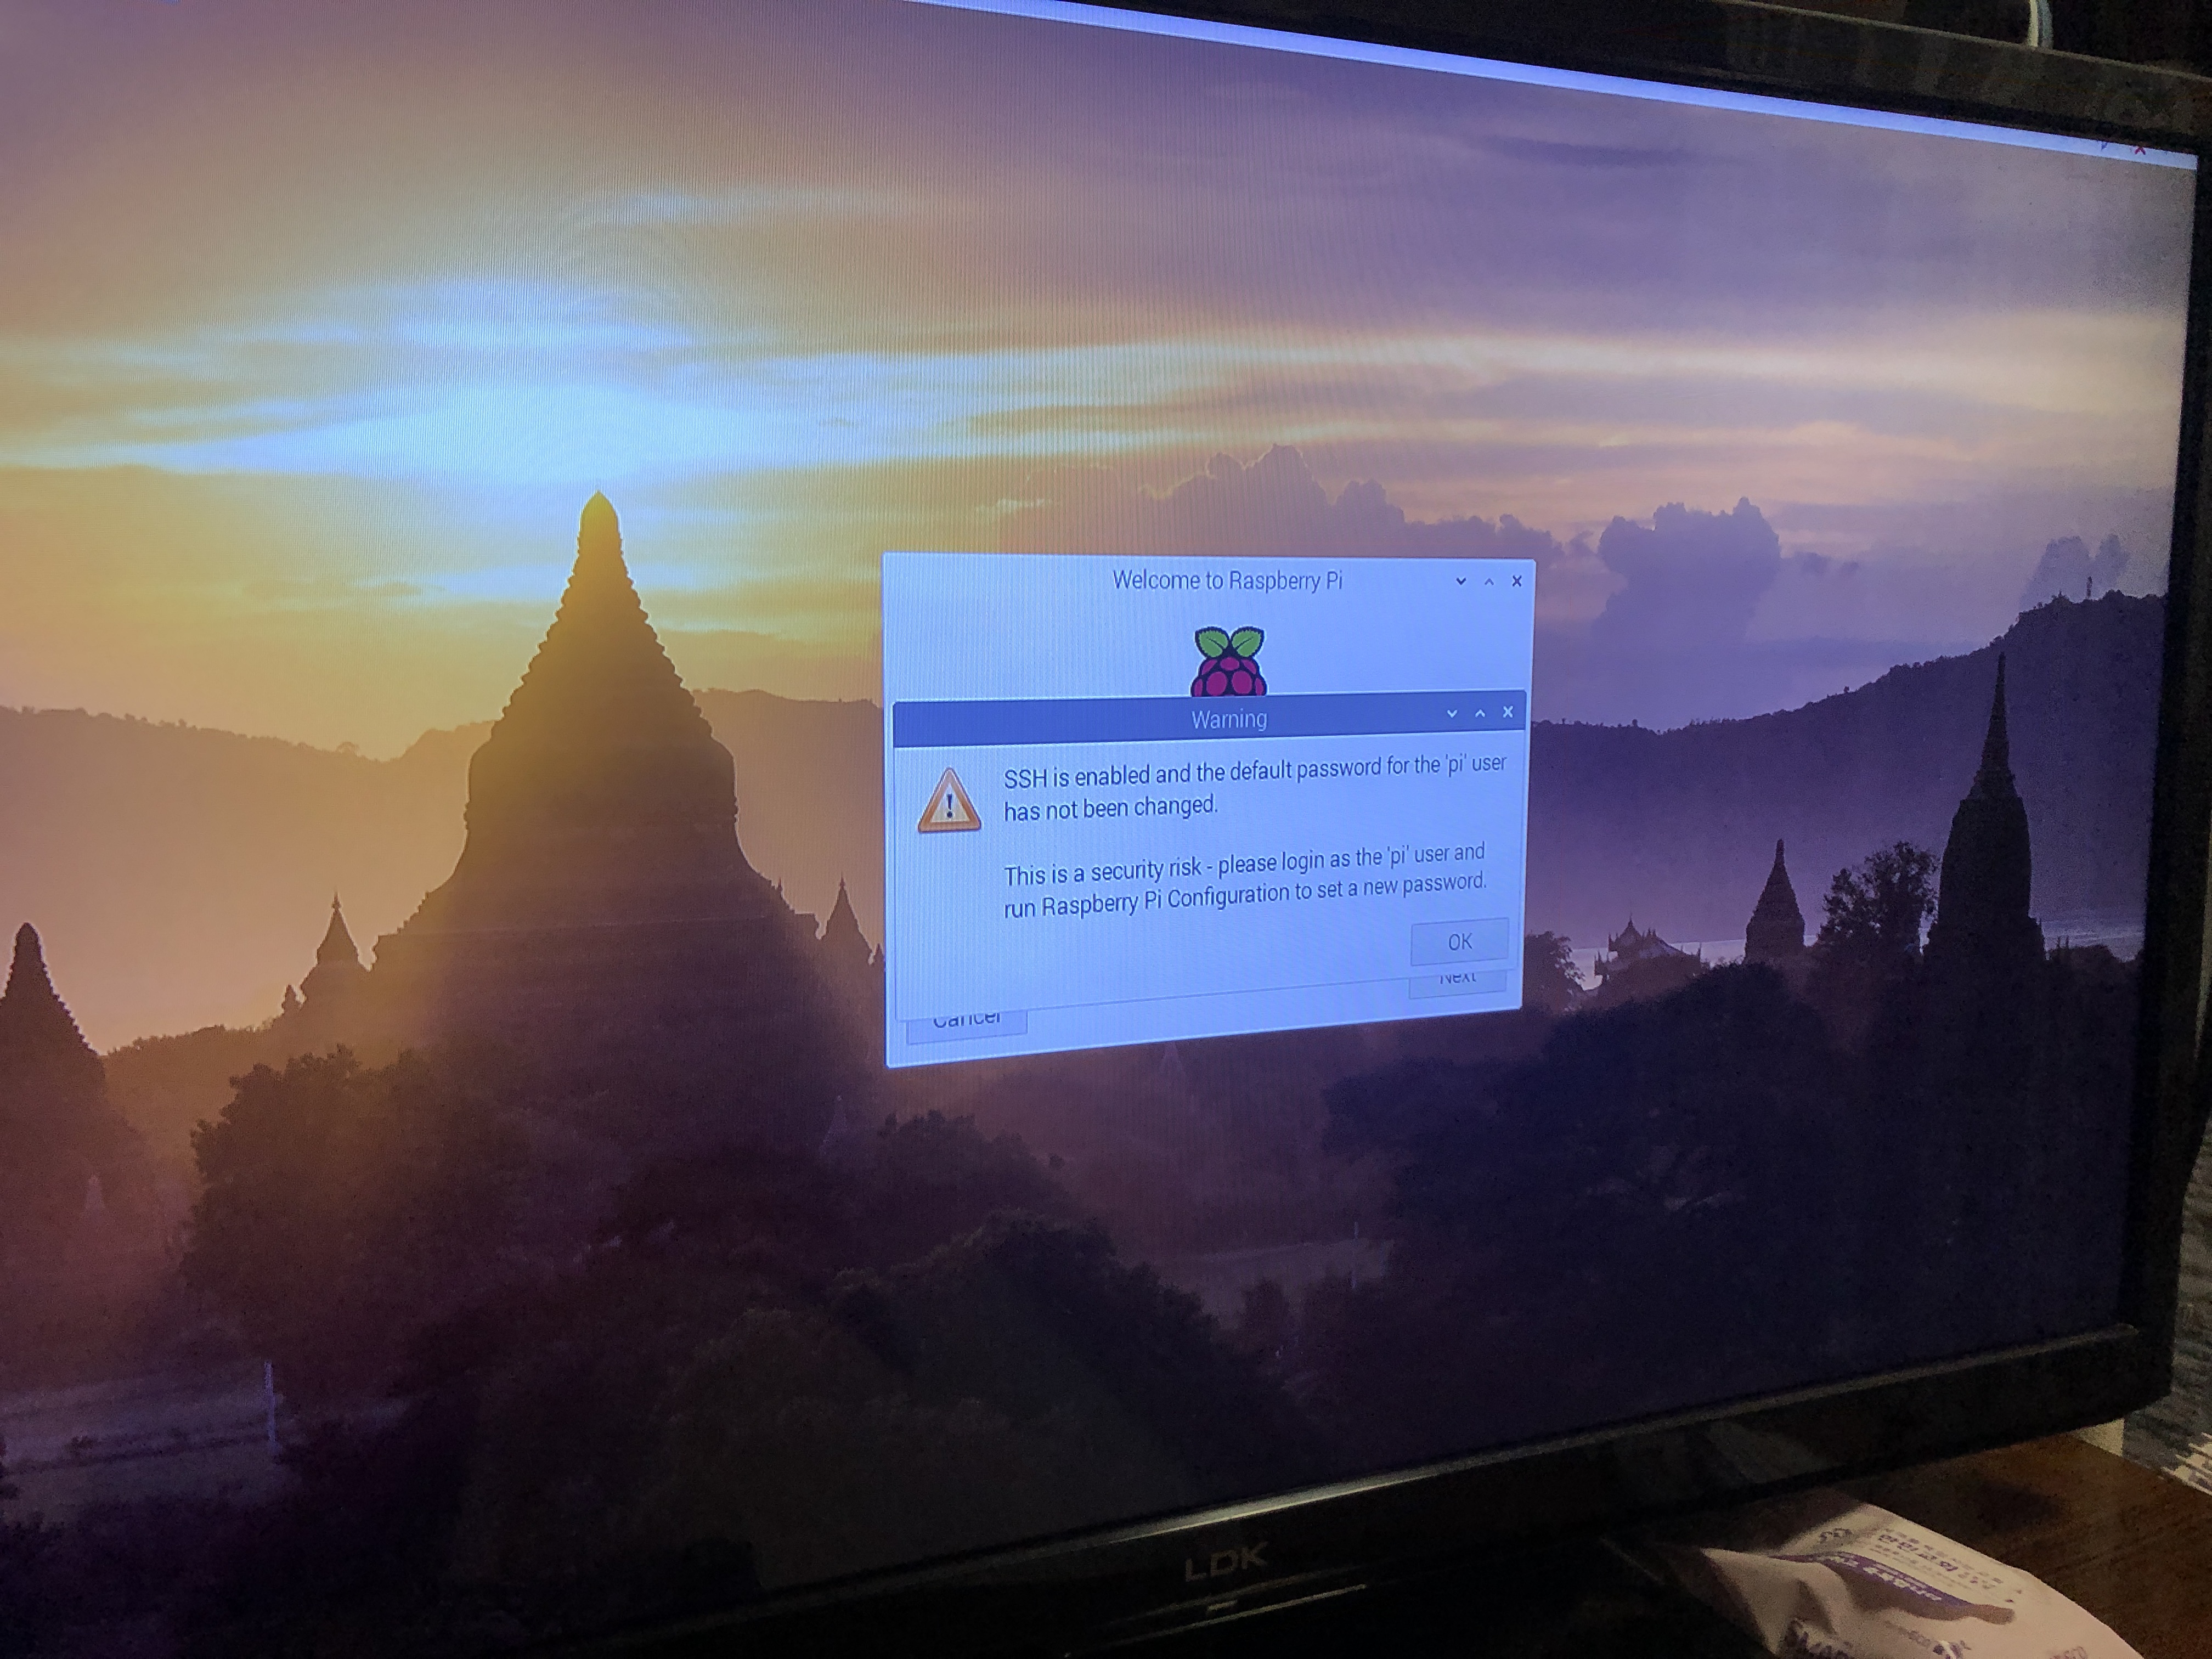 Welcome to Raspberry Pi
Warning
SSH is enabled and the default password for the 'pi' user
has not been changed.
This is a security risk - please login as the 'pi' user and
run Raspberry Pi Configuration to set a new password.
OK
Next
Cancel
LDK